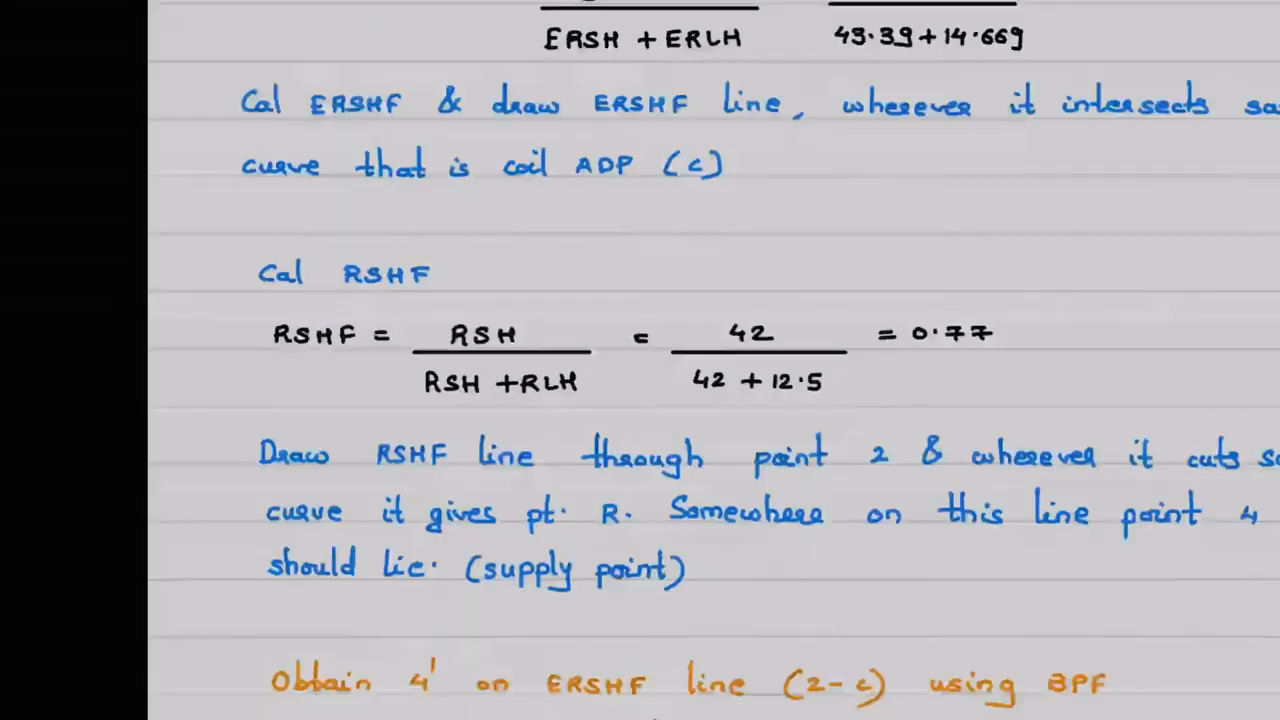 ERSH + ERLH 43.39 + 14.669
Cal ERSHF & draw ERSHF line, wherever it intersects sa
curve that is coil ADP (c)
Cal RSHF
RSHF = RSH = 42 = 0.77
RSH + RLH 42 + 12.5
Draw RSHF line through point 2 & wherever it cuts sa
curve it gives pt. R. Somewhere on this line point 4
should lie. (supply point)
Obtain 4' on ERSHF line (2-c) using BPF